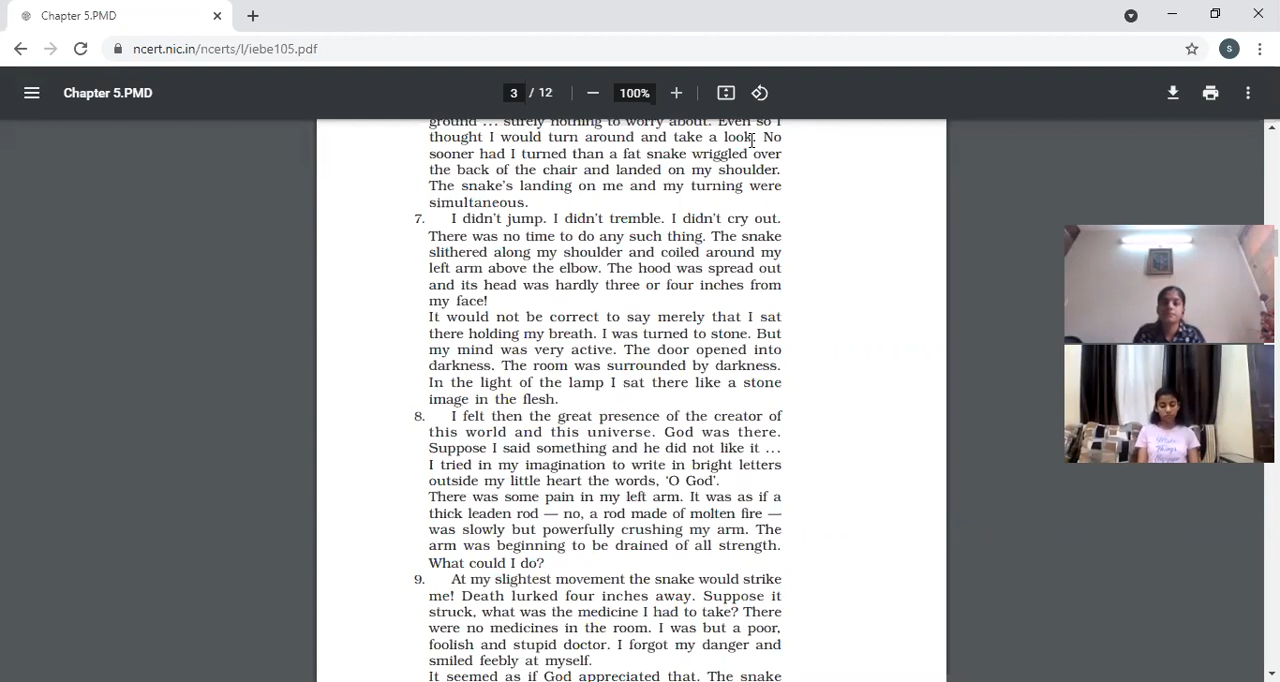 Chapter 5.PMD
ncert.nic.in/ncerts/l/iebe105.pdf
S
Chapter 5.PMD
3 / 12
100%
ground ... surely nothing to worry about. Even so I
thought I would turn around and take a look. No
sooner had I turned than a fat snake wriggled over
the back of the chair and landed on my shoulder.
The snake's landing on me and my turning were
simultaneous.
7. I didn't jump. I didn't tremble. I didn't cry out.
There was no time to do any such thing. The snake
slithered along my shoulder and coiled around my
left arm above the elbow. The hood was spread out
and its head was hardly three or four inches from
my face!
It would not be correct to say merely that I sat
there holding my breath. I was turned to stone. But
my mind was very active. The door opened into
darkness. The room was surrounded by darkness.
In the light of the lamp I sat there like a stone
image in the flesh.
8. I felt then the great presence of the creator of
this world and this universe. God was there.
Suppose I said something and he did not like it ...
I tried in my imagination to write in bright letters
outside my little heart the words, ‘O God’.
There was some pain in my left arm. It was as if a
thick leaden rod — no, a rod made of molten fire —
was slowly but powerfully crushing my arm. The
arm was beginning to be drained of all strength.
What could I do?
9. At my slightest movement the snake would strike
me! Death lurked four inches away. Suppose it
struck, what was the medicine I had to take? There
were no medicines in the room. I was but a poor,
foolish and stupid doctor. I forgot my danger and
smiled feebly at myself.
It seemed as if God appreciated that. The snake